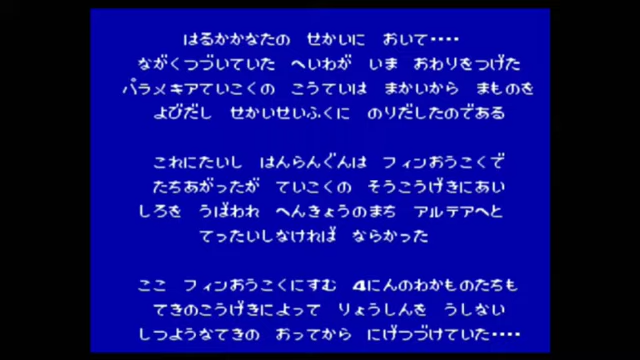 はるかかなたの　せかいに　おいて‥‥
ながくつづいていた　へいわが　いま　おわりをつげた
パラメキアていこくの　こうていは　まかいから　まものを
よびだし　せかいせいふくに　のりだしたのである
これにたいし　はんらんぐんは　フィンおうこくで
たちあがったが　ていこくの　そうこうげきにあい
しろを　うばわれ　へんきょうのまち　アルテアへと
てったいしなければ　ならかった
ここ　フィンおうこくにすむ　4にんのわかものたちも
てきのこうげきによって　りょうしんを　うしない
しつようなてきの　おってから　にげつづけていた‥‥